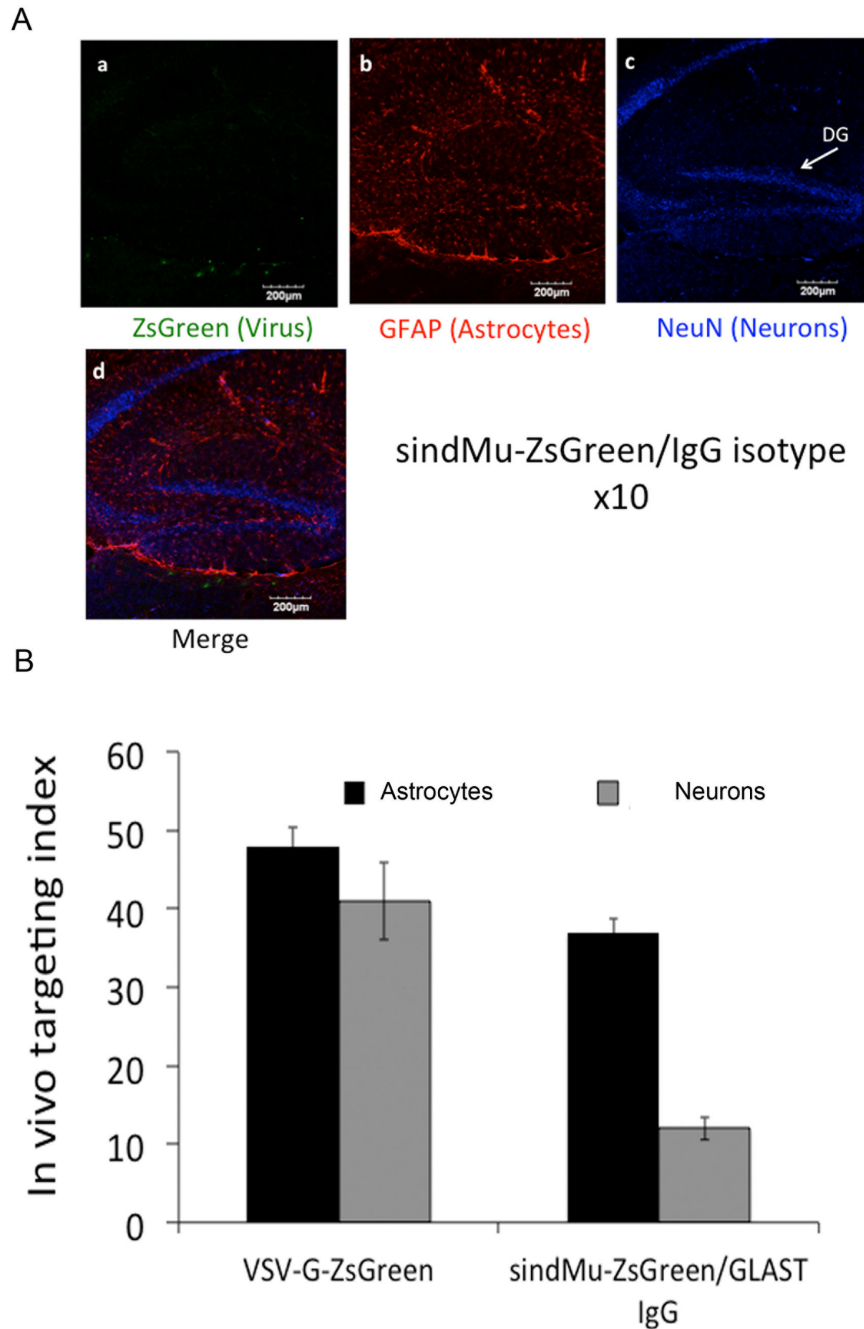 A
a
200μm
ZsGreen (Virus)
b
200μm
GFAP (Astrocytes)
c
DG
200μm
NeuN (Neurons)
d
200μm
Merge
sindMu-ZsGreen/IgG isotype
x10
B
In vivo targeting index
60
50
40
30
20
10
0
Astrocytes
Neurons
VSV-G-ZsGreen
sindMu-ZsGreen/GLAST
IgG